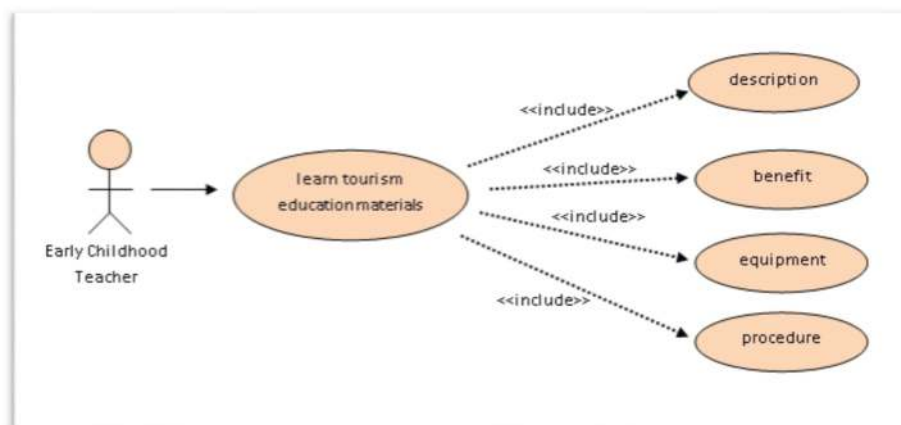 description
<<include>>
<<include>>
benefit
learn tourism
education materials
<<include>>
Early Childhood
Teacher
equipment
<<include>>
procedure